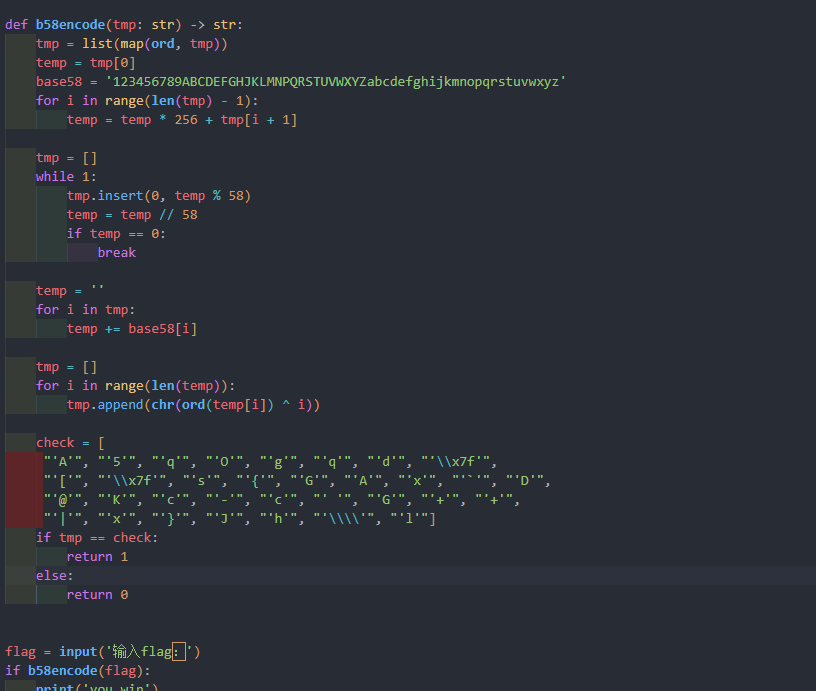 def b58encode(tmp: str) -> str:
    tmp = list(map(ord, tmp))
    temp = tmp[0]
    base58 = '123456789ABCDEFGHJKLMNPQRSTUVWXYZabcdefghijkmnopqrstuvwxyz'
    for i in range(len(tmp) - 1):
        temp = temp * 256 + tmp[i + 1]
    tmp = []
    while 1:
        tmp.insert(0, temp % 58)
        temp = temp // 58
        if temp == 0:
            break
    temp = ''
    for i in tmp:
        temp += base58[i]
    tmp = []
    for i in range(len(temp)):
        tmp.append(chr(ord(temp[i]) ^ i))
    check = [
     "'A'", "'5'", "'q'", "'O'", "'g'", "'q'", "'d'", "'\\x7f'",
     "'['", "'\\x7f'", "'s'", "'{'", "'G'", "'A'", "'x'", "'`'", "'D'",
     "'@'", "'K'", "'c'", "'-'", "'c'", "' '", "'G'", "'+'", "'+'",
     "'|'", "'x'", "'}'", "'J'", "'h'", "'\\\\'", "'l'"]
    if tmp == check:
        return 1
    else:
        return 0
flag = input('输入flag：')
if b58encode(flag):
    print('you win')